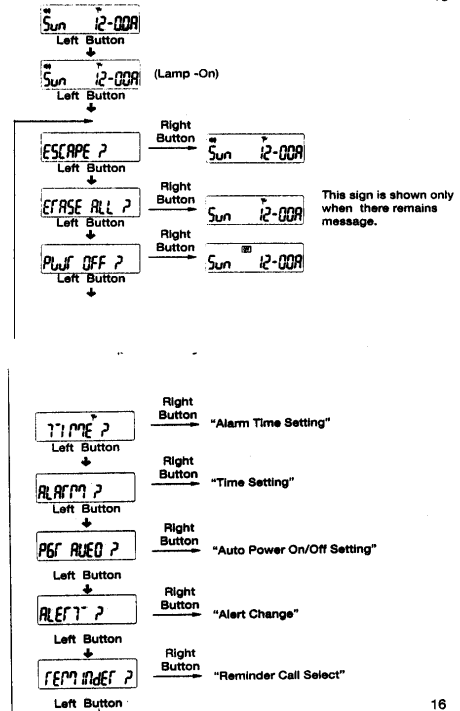 Sun 12-00A
Left Button
Sun 12-00A (Lamp -On)
Left Button
ESCAPE ? Right Button Sun 12-00A
Left Button
ErASE ALL ? Right Button Sun 12-00A
This sign is shown only
when there remains
message.
Left Button
PWr OFF ? Right Button Sun 12-00A
Left Button
TIME ? Right Button "Alarm Time Setting"
Left Button
ALArM ? Right Button "Time Setting"
Left Button
PGr AUEO ? Right Button "Auto Power On/Off Setting"
Left Button
ALErT ? Right Button "Alert Change"
Left Button
rEMINdEr ? Right Button "Reminder Call Select"
Left Button
16